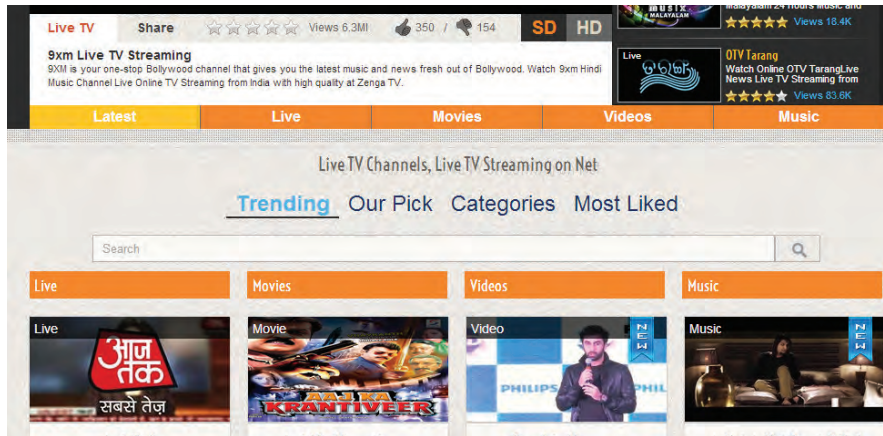 Live TV Share Views 6.3Ml 350 / 154 SD HD
9xm Live TV Streaming
9XM is your one-stop Bollywood channel that gives you the latest music and news fresh out of Bollywood. Watch 9xm Hindi
Music Channel Live Online TV Streaming from India with high quality at Zenga TV.
MUSIX
MALAYALAM
Malayalam 24 Hours Music and
Views 18.4K
Live
OTV Tarang
Watch Online OTV TarangLive
News Live TV Streaming from
Views 83.6K
Latest Live Movies Videos Music
Live TV Channels, Live TV Streaming on Net
Trending Our Pick Categories Most Liked
Search
Live Movies Videos Music
Live
आज
तक
सबसे तेज़
Movie
AAJ KA
KRANTIVEER
Video
NEW
PHILIPS
PHIL
Music
NEW